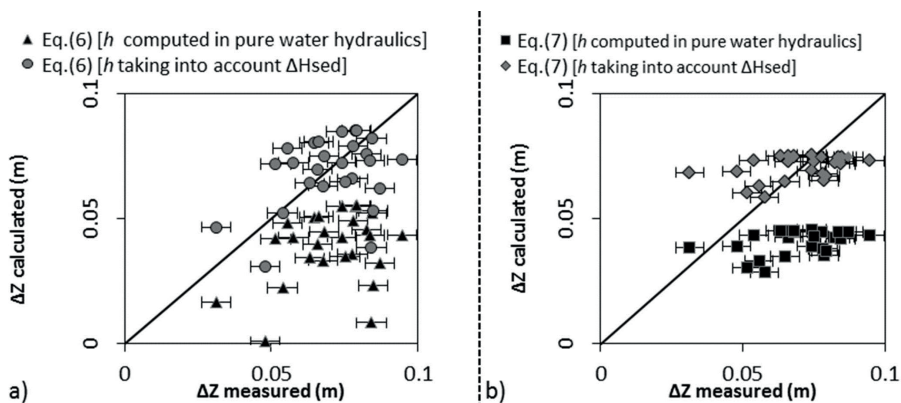 Eq.(6) [h computed in pure water hydraulics]
Eq.(6) [h taking into account ΔHsed]
0.1
0.05
0
ΔZ calculated (m)
0
0.05
0.1
ΔZ measured (m)
a)
Eq.(7) [h computed in pure water hydraulics]
Eq.(7) [h taking into account ΔHsed]
0.1
0.05
0
ΔZ calculated (m)
0
0.05
0.1
ΔZ measured (m)
b)